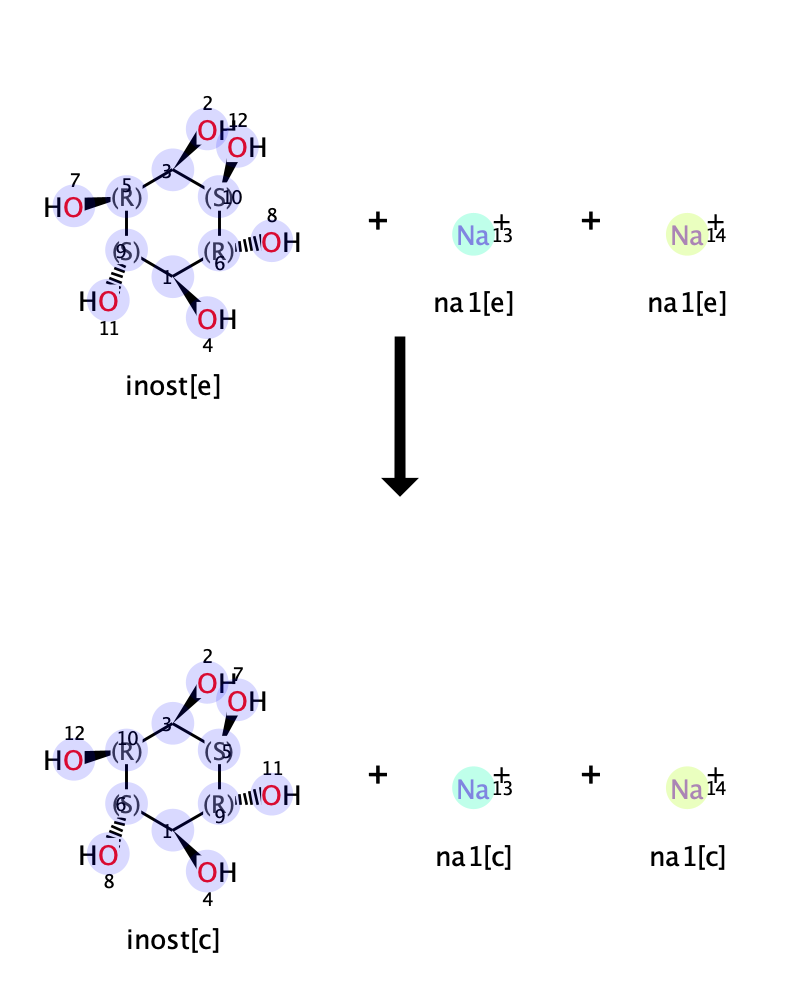 2
12
OH
OH
3
5
7
(R)
(S)
10
HO
8
+
Na+
13
+
Na+
14
9
(S)
(R)
OH
6
1
HO
OH
11
4
na1[e]
na1[e]
inost[e]
2
7
OH
OH
3
12
10
(R)
(S)
5
HO
11
+
Na+
13
+
Na+
14
6
(S)
(R)
OH
9
1
HO
OH
8
4
na1[c]
na1[c]
inost[c]